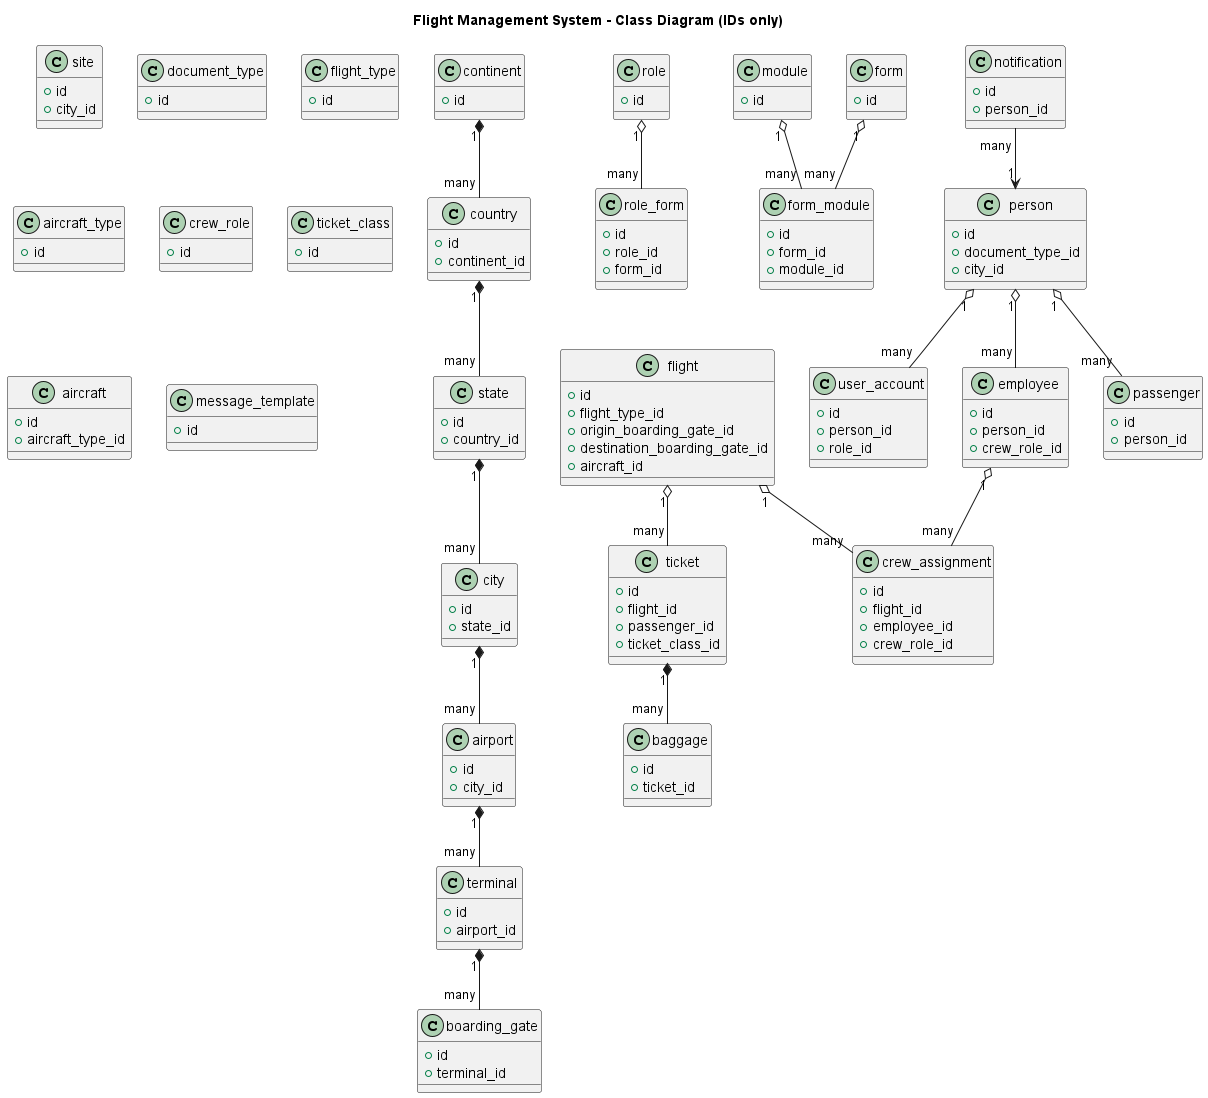 Flight Management System - Class Diagram (IDs only)
C site
id
city_id
C document_type
id
C flight_type
id
C continent
id
C role
id
C module
id
C form
id
C notification
id
person_id
1
many
1
many
1
many
1
many
many
1
C aircraft_type
id
C crew_role
id
C ticket_class
id
C country
id
continent_id
C role_form
id
role_id
form_id
C form_module
id
form_id
module_id
C person
id
document_type_id
city_id
1
many
1
many
1
many
1
many
C aircraft
id
aircraft_type_id
C message_template
id
C state
id
country_id
C flight
id
flight_type_id
origin_boarding_gate_id
destination_boarding_gate_id
aircraft_id
C user_account
id
person_id
role_id
C employee
id
person_id
crew_role_id
C passenger
id
person_id
1
many
1
many
1
many
1
many
C city
id
state_id
C ticket
id
flight_id
passenger_id
ticket_class_id
C crew_assignment
id
flight_id
employee_id
crew_role_id
1
many
1
many
C airport
id
city_id
C baggage
id
ticket_id
1
many
C terminal
id
airport_id
1
many
C boarding_gate
id
terminal_id